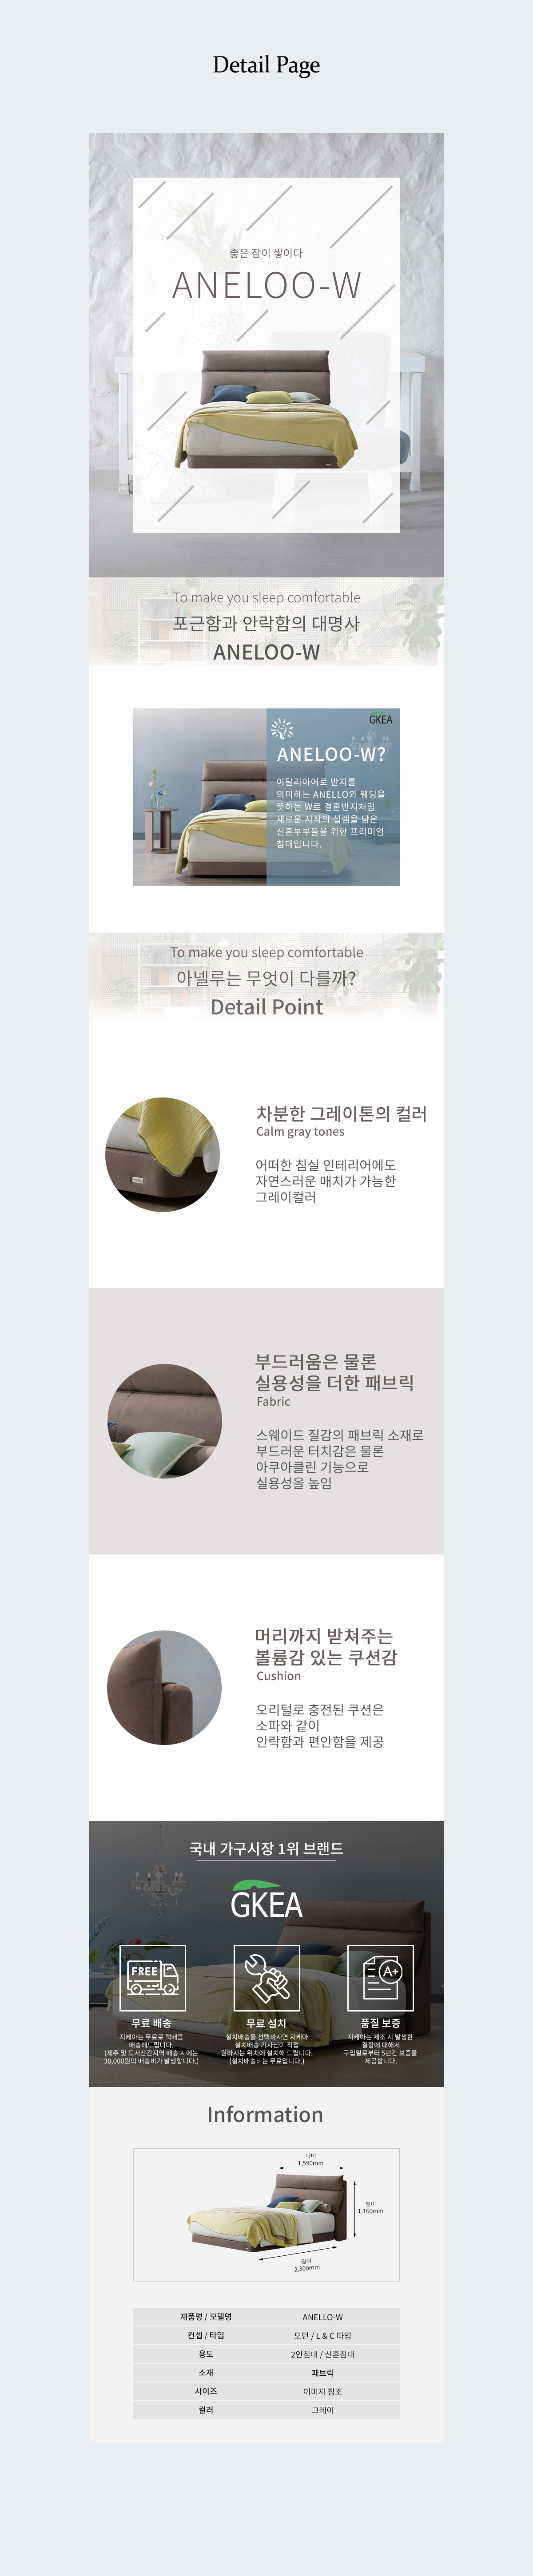 Detail Page
좋은 잠이 쌓이다
ANELOO-W
To make you sleep comfortable
포근함과 안락함의 대명사
ANELOO-W
GKEA
ANELOO-W?
이탈리아어로 반지를
의미하는 ANELLO와 웨딩을
뜻하는 W로 결혼반지처럼
새로운 시작의 설렘을 담은
신혼부부들을 위한 프리미엄
침대입니다.
To make you sleep comfortable
아넬루는 무엇이 다를까?
Detail Point
차분한 그레이톤의 컬러
Calm gray tones
어떠한 침실 인테리어에도
자연스러운 매치가 가능한
그레이컬러
부드러움은 물론
실용성을 더한 패브릭
Fabric
스웨이드 질감의 패브릭 소재로
부드러운 터치감은 물론
아쿠아클린 기능으로
실용성을 높임
머리까지 받쳐주는
볼륨감 있는 쿠션감
Cushion
오리털로 충전된 쿠션은
소파와 같이
안락함과 편안함을 제공
국내 가구시장 1위 브랜드
GKEA
FREE
무료 배송
지케아는 무료로 택배를
배송해드립니다.
(제주 및 도서산간지역 배송 시에는
30,000원의 배송비가 발생합니다.)
무료 설치
설치배송을 선택하시면 지케아
설치배송 기사님이 직접
원하시는 위치에 설치해 드립니다.
(설치배송비는 무료입니다.)
A+
품질 보증
지케아는 제조 시 발생한
결함에 대해서
구입일로부터 5년간 보증을
제공합니다.
Information
너비
1,590mm
높이
1,160mm
길이
2,300mm
제품명 / 모델명 ANELLO-W
컨셉 / 타입 모던 / L & C 타입
용도 2인침대 / 신혼침대
소재 패브릭
사이즈 이미지 참조
컬러 그레이